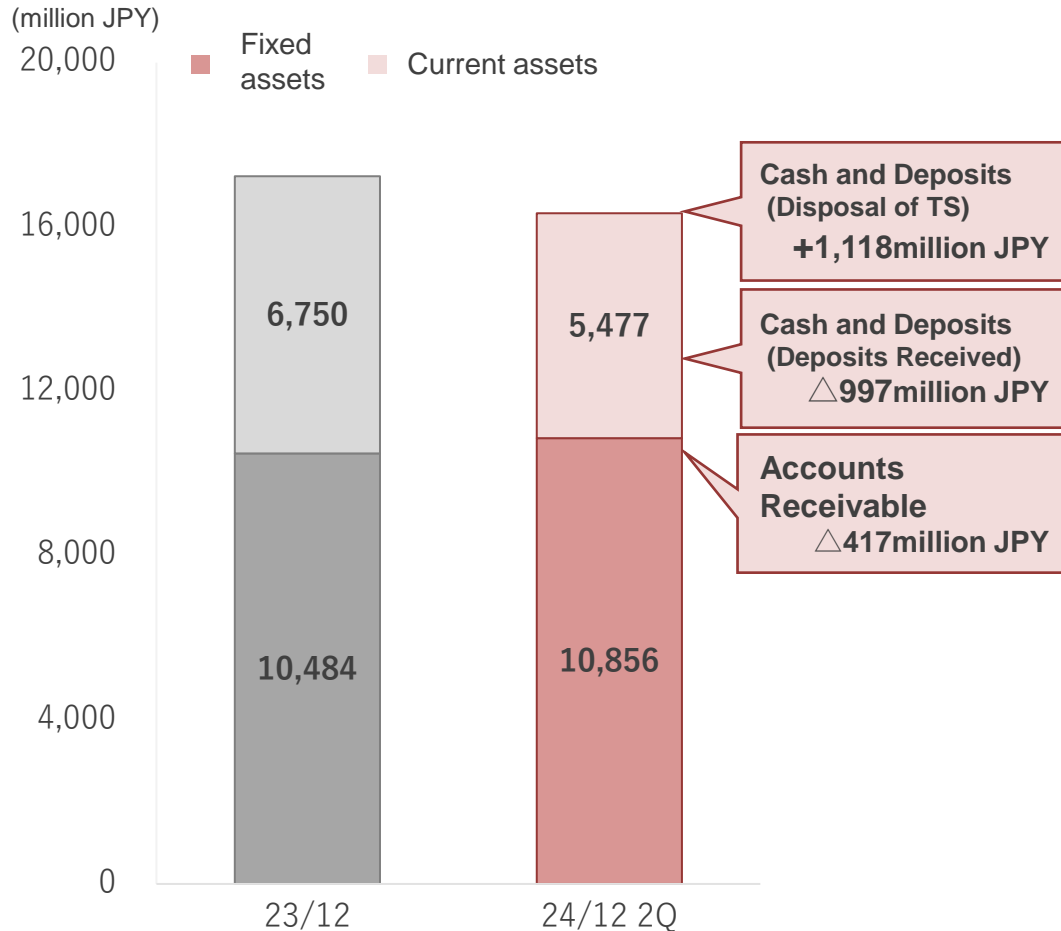 (million JPY)
20,000
Fixed
assets
Current assets
16,000
12,000
8,000
4,000
0
6,750
10,484
5,477
10,856
23/12
24/12 2Q
Cash and Deposits
(Disposal of TS)
+1,118million JPY
Cash and Deposits
(Deposits Received)
△997million JPY
Accounts
Receivable
△417million JPY